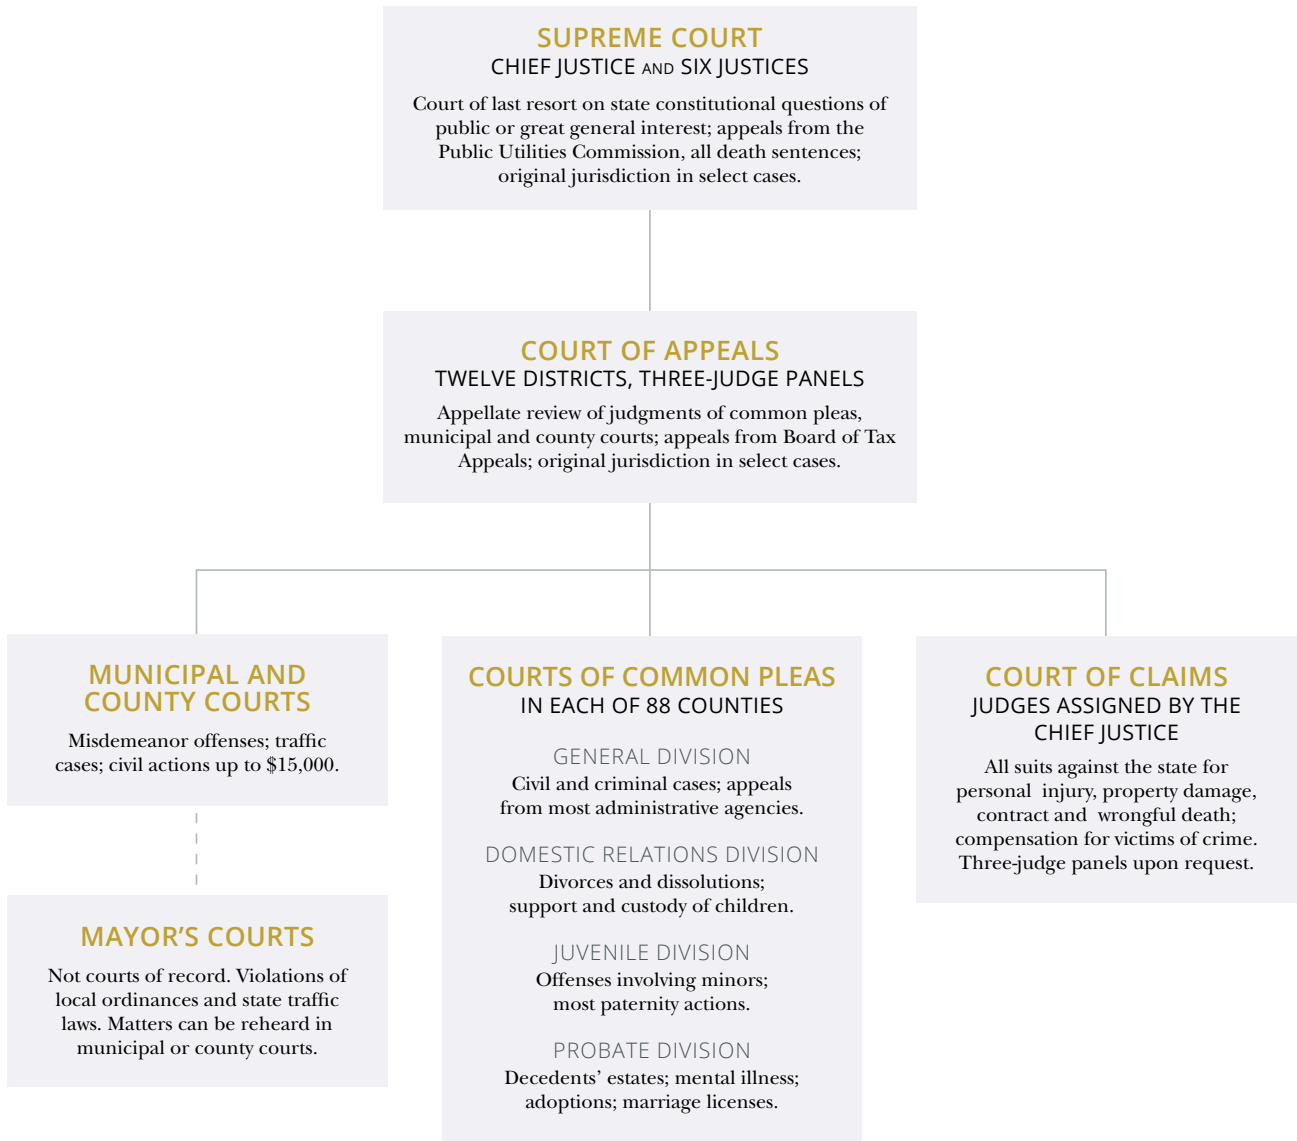 SUPREME COURT
CHIEF JUSTICE AND SIX JUSTICES
Court of last resort on state constitutional questions of
public or great general interest; appeals from the
Public Utilities Commission, all death sentences;
original jurisdiction in select cases.
COURT OF APPEALS
TWELVE DISTRICTS, THREE-JUDGE PANELS
Appellate review of judgments of common pleas,
municipal and county courts; appeals from Board of Tax
Appeals; original jurisdiction in select cases.
MUNICIPAL AND
COUNTY COURTS
Misdemeanor offenses; traffic
cases; civil actions up to $15,000.
MAYOR’S COURTS
Not courts of record. Violations of
local ordinances and state traffic
laws. Matters can be reheard in
municipal or county courts.
COURTS OF COMMON PLEAS
IN EACH OF 88 COUNTIES
GENERAL DIVISION
Civil and criminal cases; appeals
from most administrative agencies.
DOMESTIC RELATIONS DIVISION
Divorces and dissolutions;
support and custody of children.
JUVENILE DIVISION
Offenses involving minors;
most paternity actions.
PROBATE DIVISION
Decedents’ estates; mental illness;
adoptions; marriage licenses.
COURT OF CLAIMS
JUDGES ASSIGNED BY THE
CHIEF JUSTICE
All suits against the state for
personal injury, property damage,
contract and wrongful death;
compensation for victims of crime.
Three-judge panels upon request.